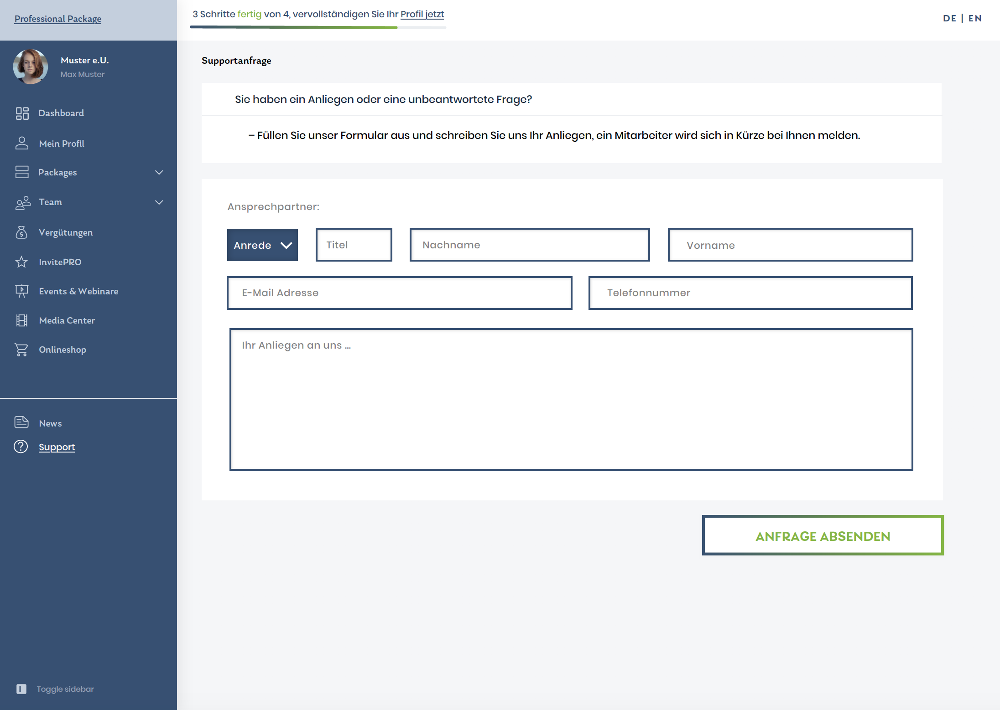 Professional Package
3 Schritte fertig von 4, vervollständigen Sie Ihr Profil jetzt
DE | EN
Muster e.U.
Max Muster
Dashboard
Mein Profil
Packages
Team
Vergütungen
InvitePRO
Events & Webinare
Media Center
Onlineshop
News
Support
Toggle sidebar
Supportanfrage
Sie haben ein Anliegen oder eine unbeantwortete Frage?
– Füllen Sie unser Formular aus und schreiben Sie uns Ihr Anliegen, ein Mitarbeiter wird sich in Kürze bei Ihnen melden.
Ansprechpartner:
Anrede Titel Nachname Vorname
E-Mail Adresse Telefonnummer
Ihr Anliegen an uns ...
ANFRAGE ABSENDEN